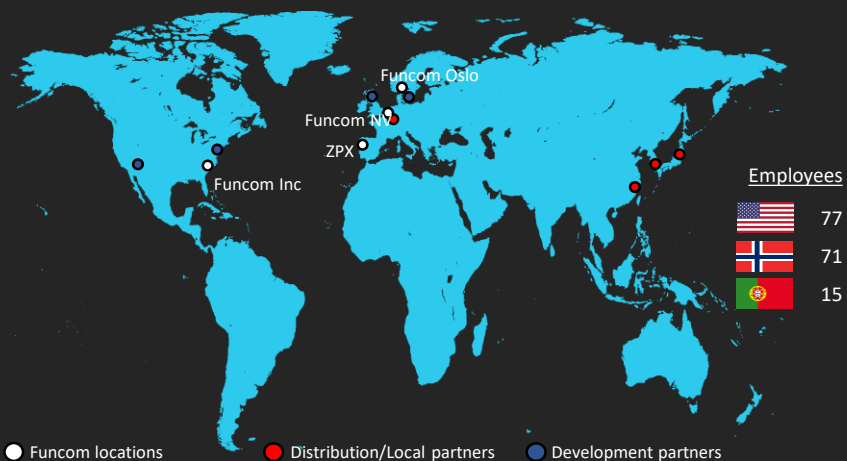 Funcom Oslo
Funcom NV
ZPX
Funcom Inc
Employees
77
71
15
Funcom locations
Distribution/Local partners
Development partners